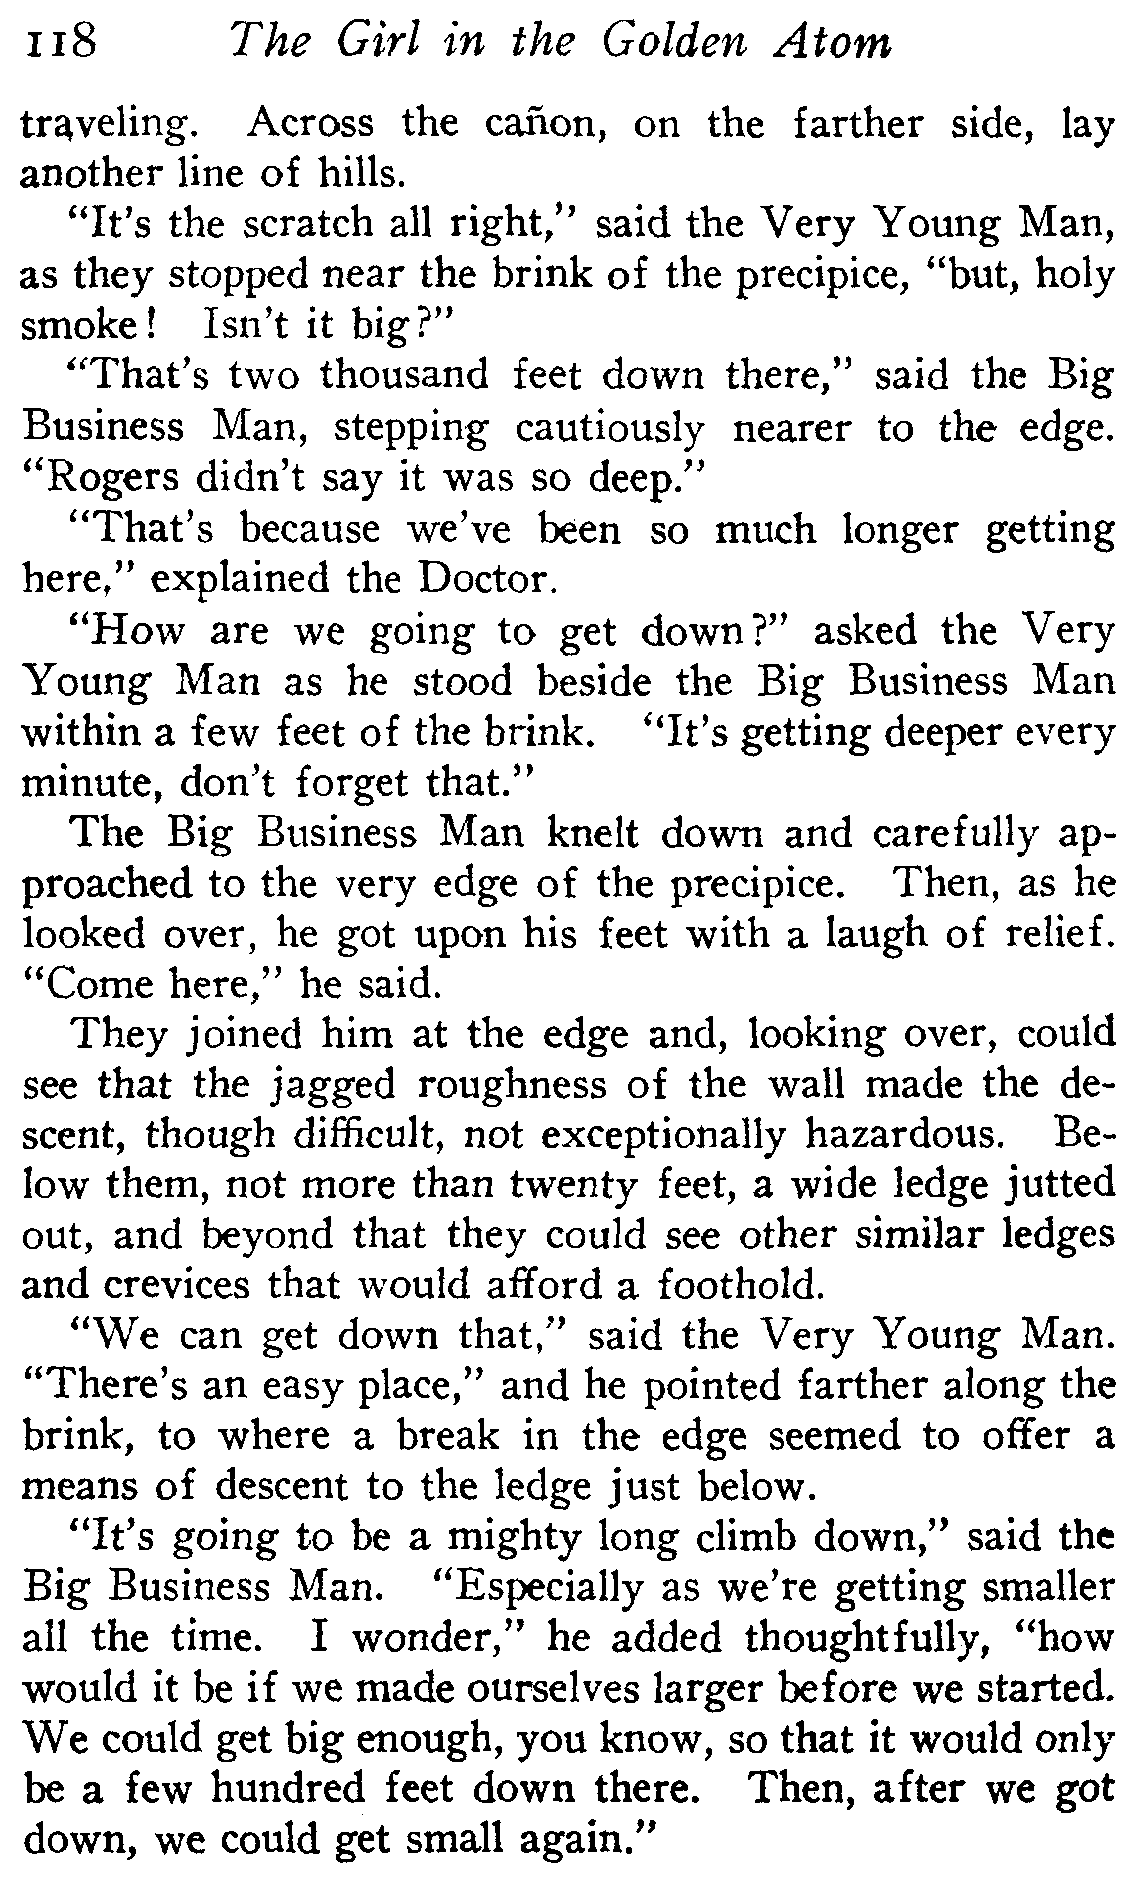 118 The Girl in the Golden Atom
traveling. Across the cañon, on the farther side, lay
another line of hills.
"It's the scratch all right," said the Very Young Man,
as they stopped near the brink of the precipice, "but, holy
smoke! Isn't it big?"
"That's two thousand feet down there," said the Big
Business Man, stepping cautiously nearer to the edge.
"Rogers didn't say it was so deep."
"That's because we've been so much longer getting
here," explained the Doctor.
"How are we going to get down?" asked the Very
Young Man as he stood beside the Big Business Man
within a few feet of the brink. "It's getting deeper every
minute, don't forget that."
The Big Business Man knelt down and carefully ap-
proached to the very edge of the precipice. Then, as he
looked over, he got upon his feet with a laugh of relief.
"Come here," he said.
They joined him at the edge and, looking over, could
see that the jagged roughness of the wall made the de-
scent, though difficult, not exceptionally hazardous. Be-
low them, not more than twenty feet, a wide ledge jutted
out, and beyond that they could see other similar ledges
and crevices that would afford a foothold.
"We can get down that," said the Very Young Man.
"There's an easy place," and he pointed farther along the
brink, to where a break in the edge seemed to offer a
means of descent to the ledge just below.
"It's going to be a mighty long climb down," said the
Big Business Man. "Especially as we're getting smaller
all the time. I wonder," he added thoughtfully, "how
would it be if we made ourselves larger before we started.
We could get big enough, you know, so that it would only
be a few hundred feet down there. Then, after we got
down, we could get small again."